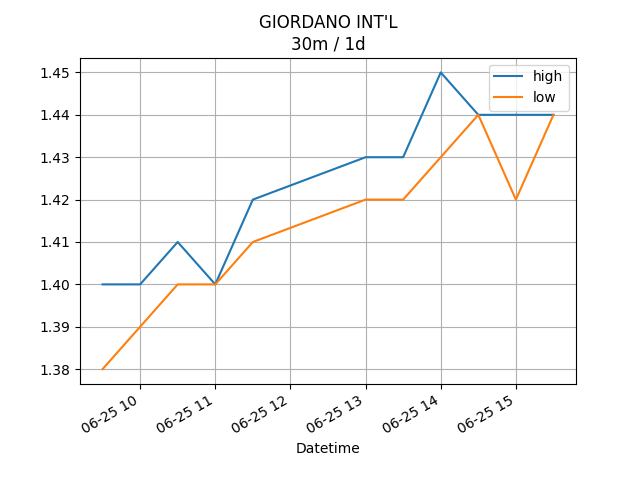 GIORDANO INT'L
30m / 1d
high
low
1.45
1.44
1.43
1.42
1.41
1.40
1.39
1.38
06-25 10
06-25 11
06-25 12
06-25 13
06-25 14
06-25 15
Datetime